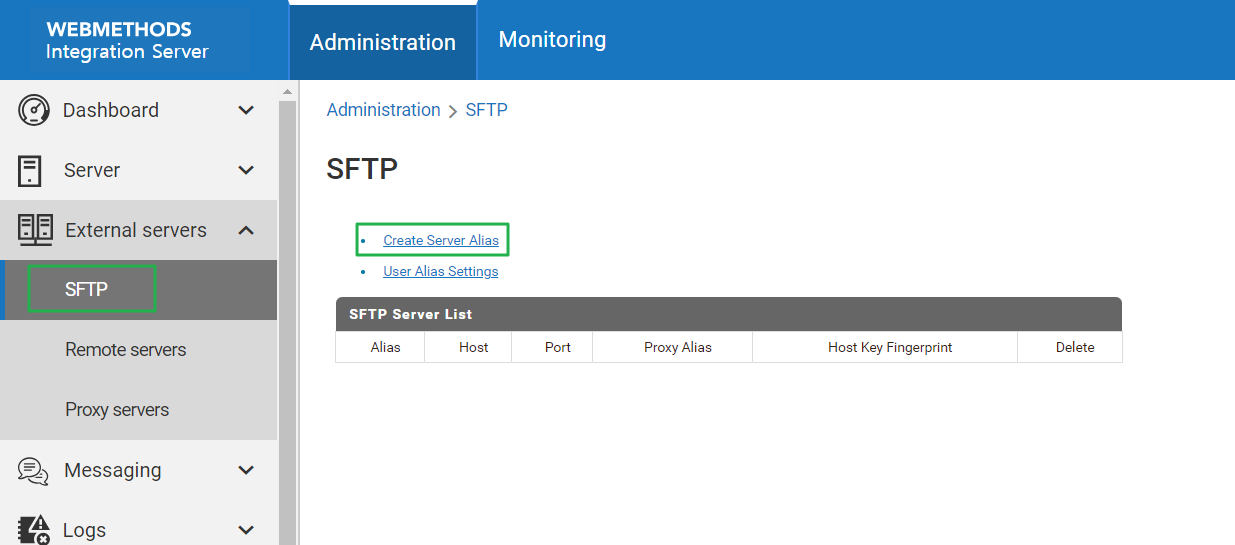 WEBMETHODS
Integration Server
Administration
Monitoring
Dashboard
Server
External servers
SFTP
Remote servers
Proxy servers
Messaging
Logs
Administration > SFTP
SFTP
• Create Server Alias
• User Alias Settings
SFTP Server List
Alias Host Port Proxy Alias Host Key Fingerprint Delete